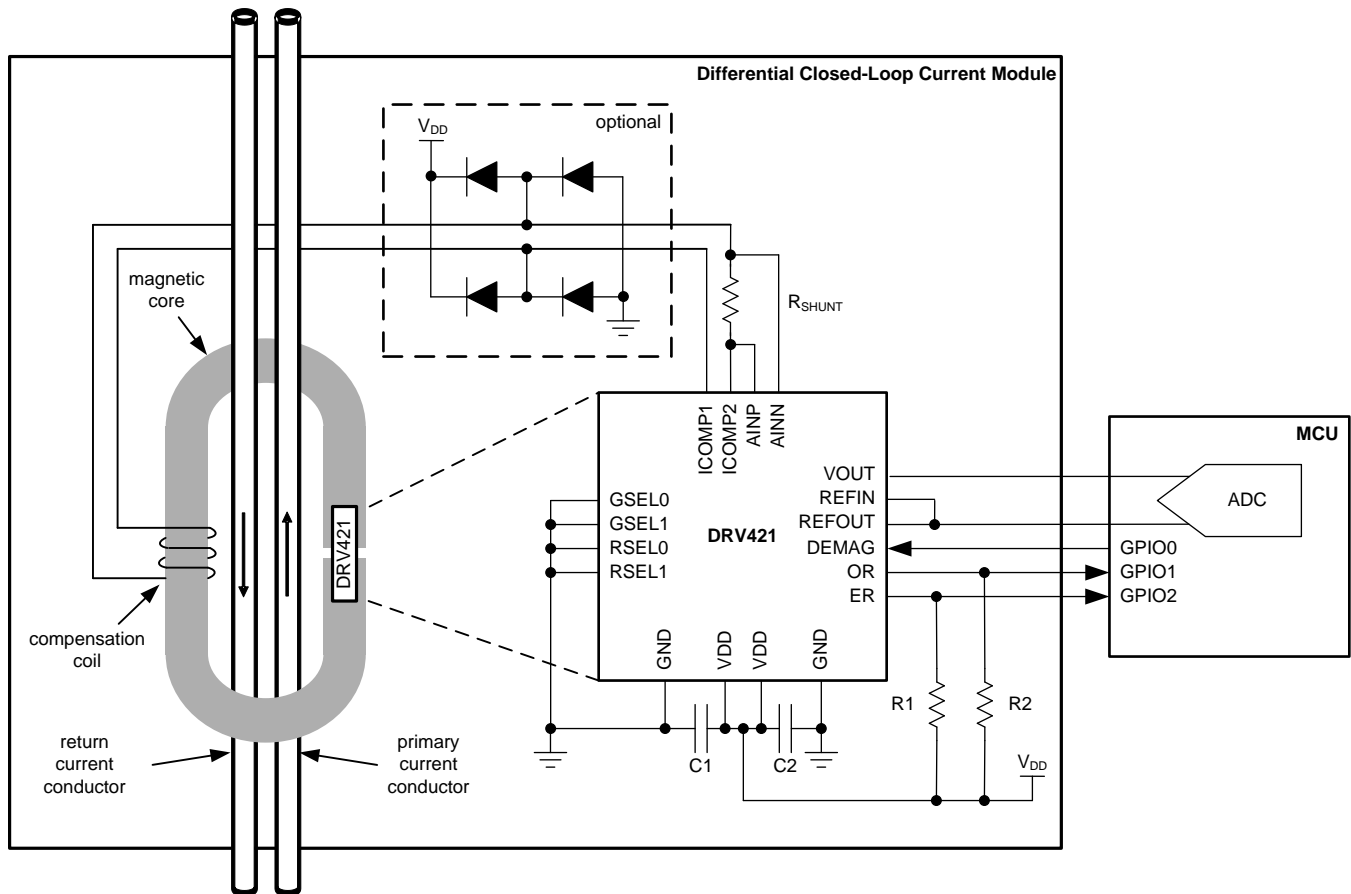 Differential Closed-Loop Current Module
optional
VDD
magnetic
core
RSHUNT
ICOMP1
ICOMP2
AINP
AINN
MCU
VOUT
REFIN
REFOUT
DEMAG
OR
ER
ADC
GPIO0
GPIO1
GPIO2
GSEL0
GSEL1
RSEL0
RSEL1
DRV421
DRV421
compensation
coil
GND
VDD
VDD
GND
R1
R2
C1
C2
VDD
return
current
conductor
primary
current
conductor